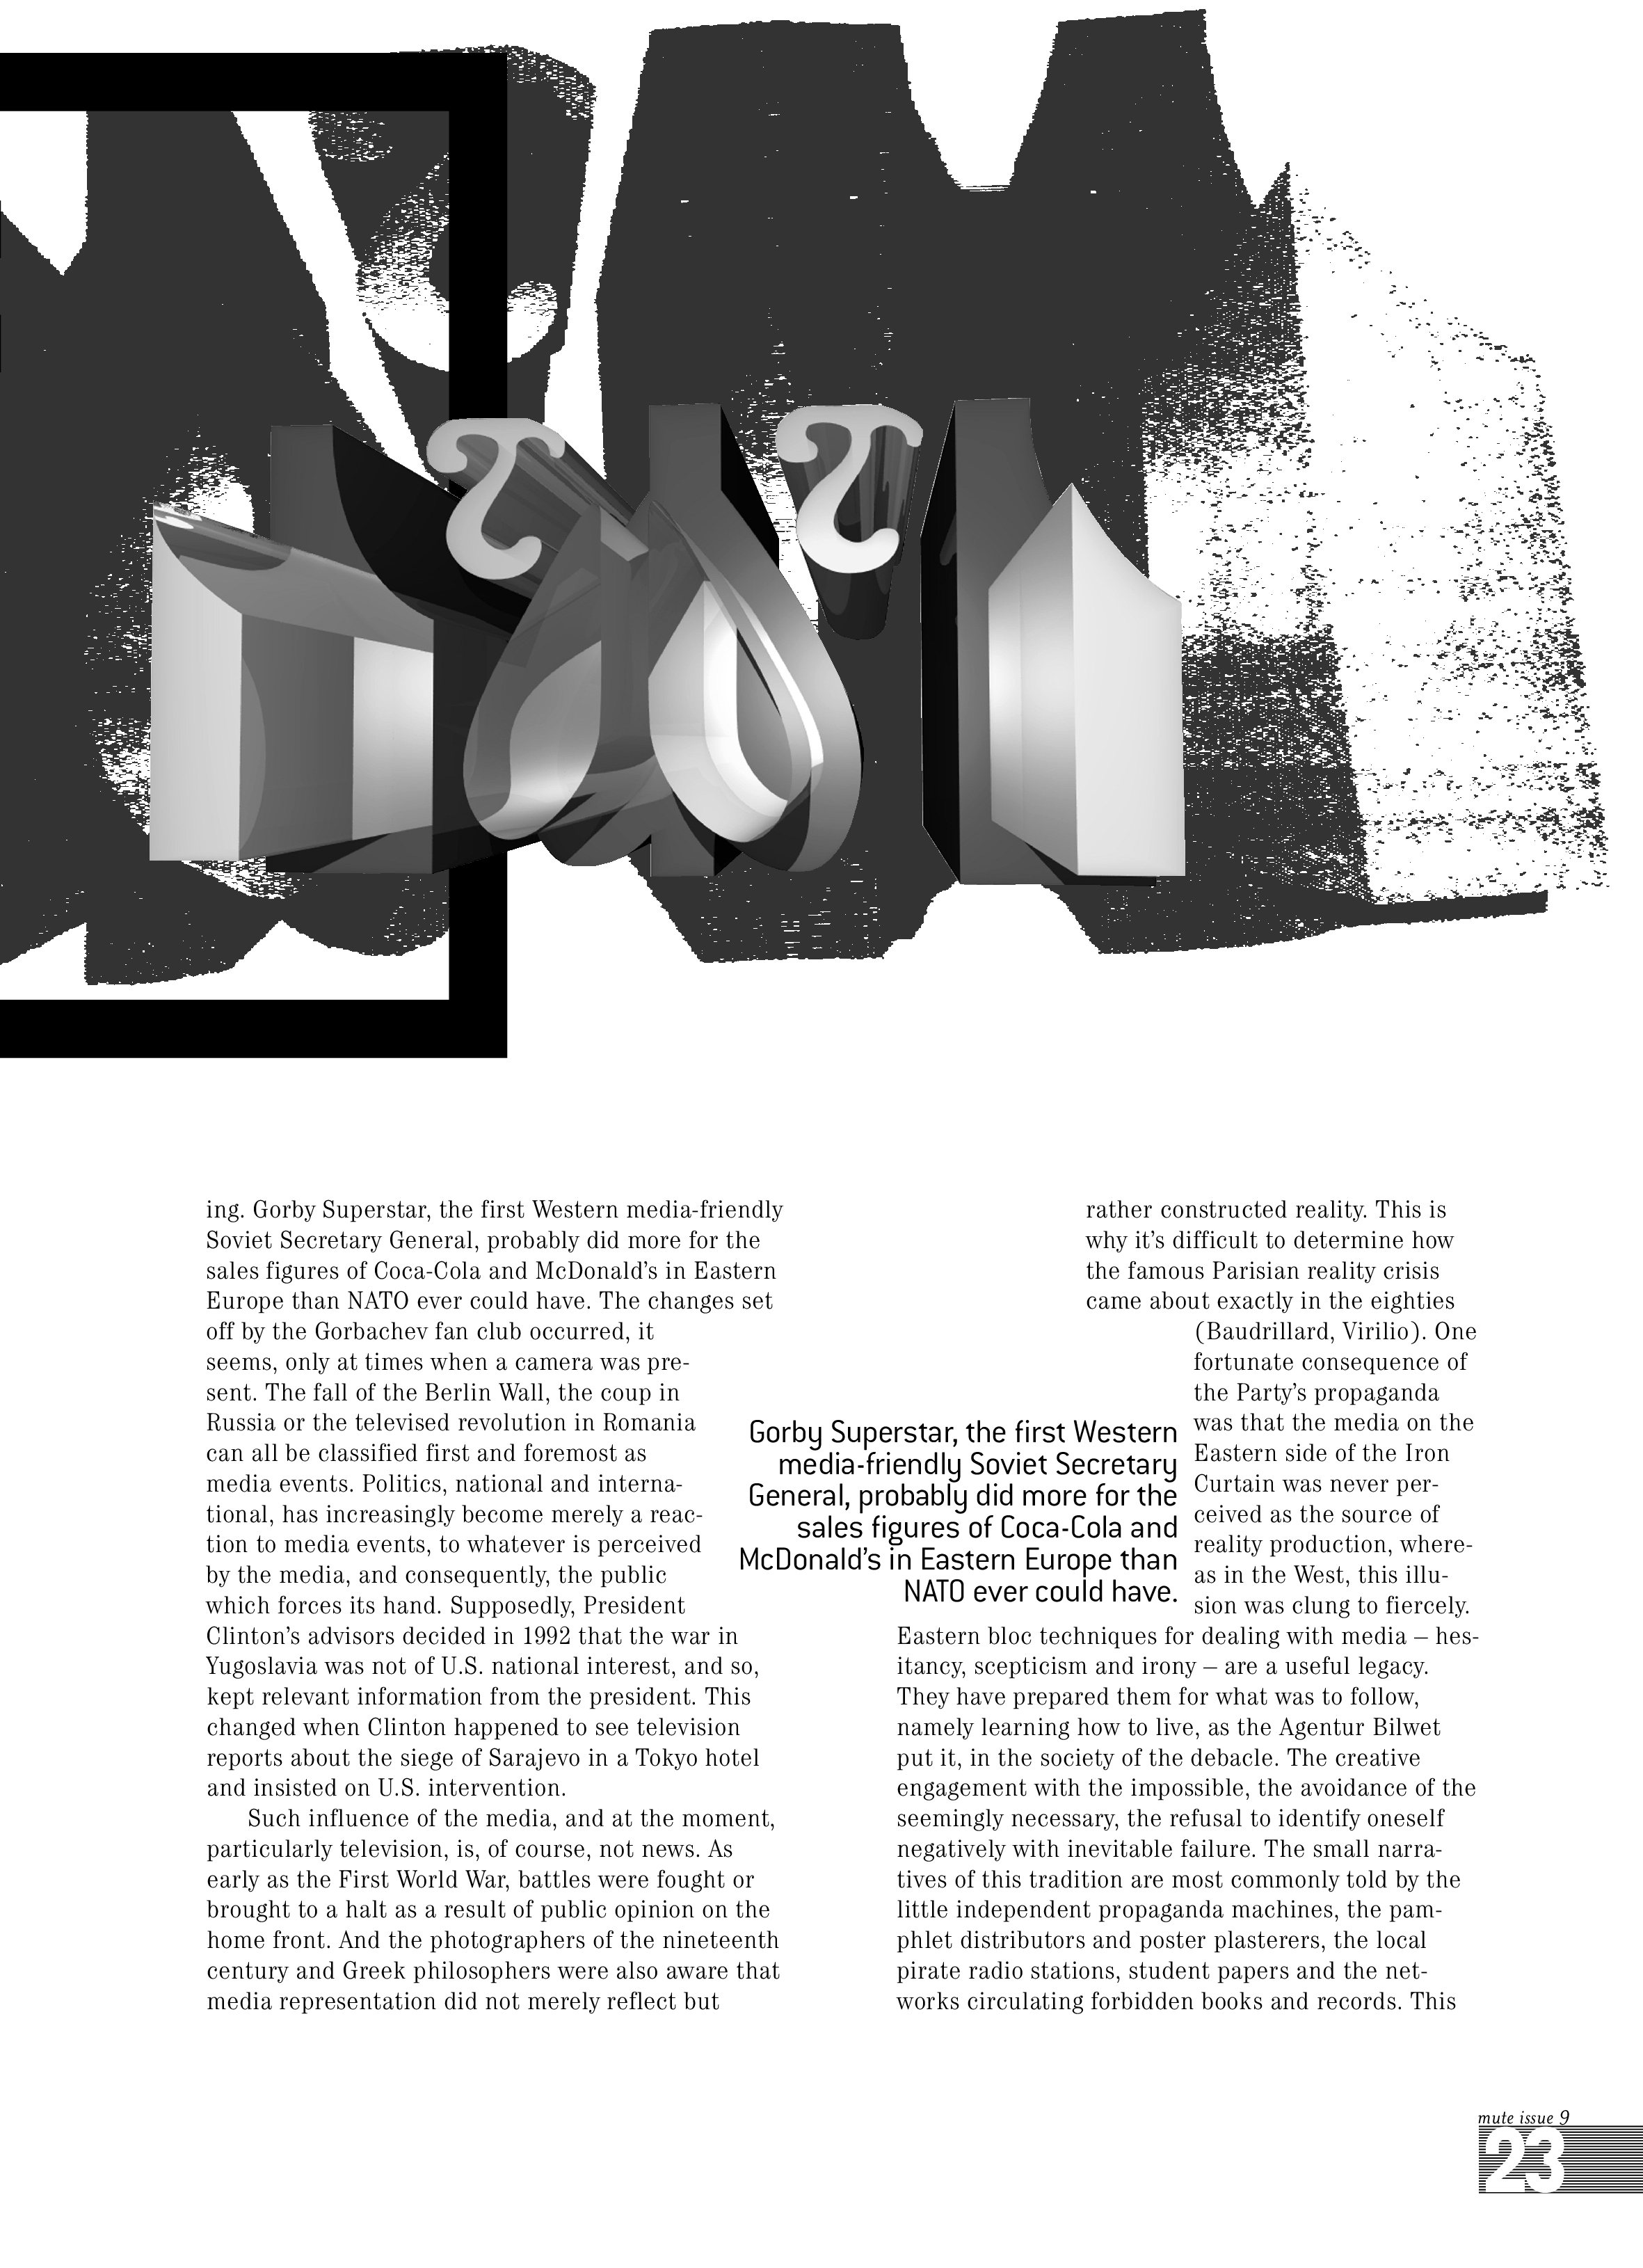 ing. Gorby Superstar, the first Western media-friendly
Soviet Secretary General, probably did more for the
sales figures of Coca-Cola and McDonald's in Eastern
Europe than NATO ever could have. The changes set
off by the Gorbachev fan club occurred, it
seems, only at times when a camera was pre-
sent. The fall of the Berlin Wall, the coup in
Russia or the televised revolution in Romania
can all be classified first and foremost as
media events. Politics, national and interna-
tional, has increasingly become merely a reac-
tion to media events, to whatever is perceived
by the media, and consequently, the public
which forces its hand. Supposedly, President
Clinton's advisors decided in 1992 that the war in
Yugoslavia was not of U.S. national interest, and so,
kept relevant information from the president. This
changed when Clinton happened to see television
reports about the siege of Sarajevo in a Tokyo hotel
and insisted on U.S. intervention.
Such influence of the media, and at the moment,
particularly television, is, of course, not news. As
early as the First World War, battles were fought or
brought to a halt as a result of public opinion on the
home front. And the photographers of the nineteenth
century and Greek philosophers were also aware that
media representation did not merely reflect but
Gorby Superstar, the first Western
media-friendly Soviet Secretary
General, probably did more for the
sales figures of Coca-Cola and
McDonald's in Eastern Europe than
NATO ever could have.
rather constructed reality. This is
why it's difficult to determine how
the famous Parisian reality crisis
came about exactly in the eighties
(Baudrillard, Virilio). One
fortunate consequence of
the Party's propaganda
was that the media on the
Eastern side of the Iron
Curtain was never per-
ceived as the source of
reality production, where-
as in the West, this illu-
sion was clung to fiercely.
Eastern bloc techniques for dealing with media – hes-
itancy, scepticism and irony – are a useful legacy.
They have prepared them for what was to follow,
namely learning how to live, as the Agentur Bilwet
put it, in the society of the debacle. The creative
engagement with the impossible, the avoidance of the
seemingly necessary, the refusal to identify oneself
negatively with inevitable failure. The small narra-
tives of this tradition are most commonly told by the
little independent propaganda machines, the pam-
phlet distributors and poster plasterers, the local
pirate radio stations, student papers and the net-
works circulating forbidden books and records. This
mute issue 9
23